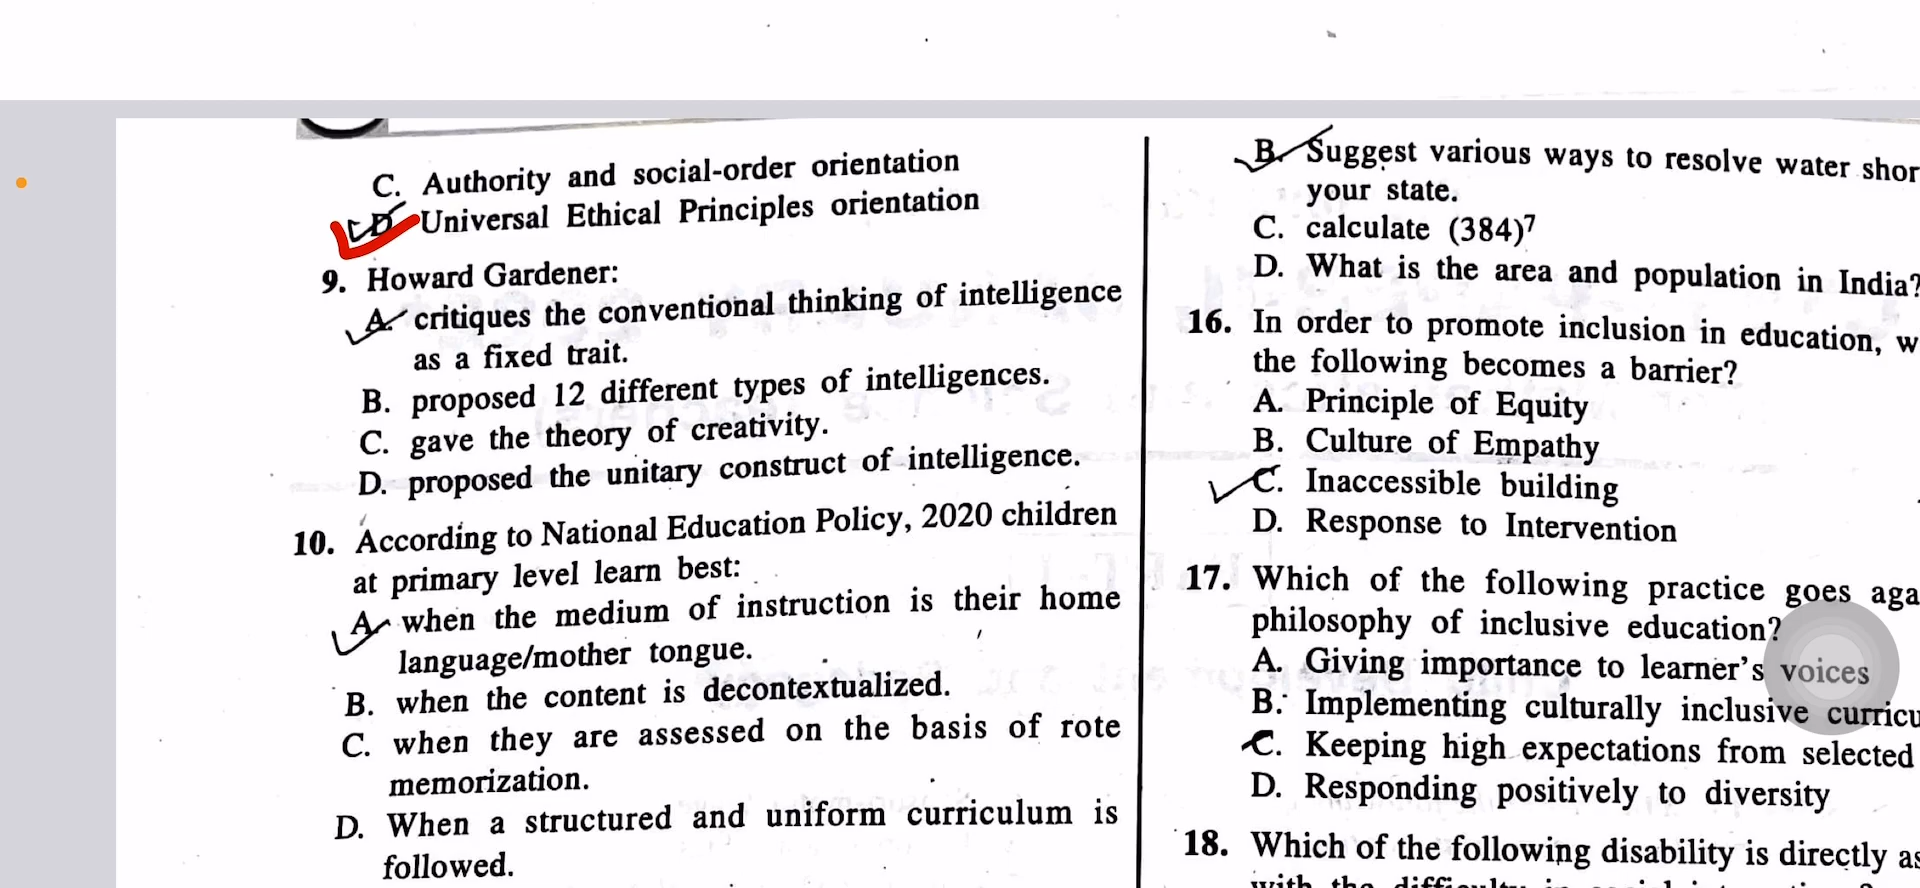 C. Authority and social-order orientation
D. Universal Ethical Principles orientation
9. Howard Gardener:
A. critiques the conventional thinking of intelligence
as a fixed trait.
B. proposed 12 different types of intelligences.
C. gave the theory of creativity.
D. proposed the unitary construct of intelligence.
10. According to National Education Policy, 2020 children
at primary level learn best:
A. when the medium of instruction is their home
language/mother tongue.
B. when the content is decontextualized.
C. when they are assessed on the basis of rote
memorization.
D. When a structured and uniform curriculum is
followed.
B. Suggest various ways to resolve water shor
your state.
C. calculate (384)⁷
D. What is the area and population in India?
16. In order to promote inclusion in education, w
the following becomes a barrier?
A. Principle of Equity
B. Culture of Empathy
C. Inaccessible building
D. Response to Intervention
17. Which of the following practice goes aga
philosophy of inclusive education?
A. Giving importance to learner's voices
B. Implementing culturally inclusive curricu
C. Keeping high expectations from selected
D. Responding positively to diversity
18. Which of the following disability is directly as
with the